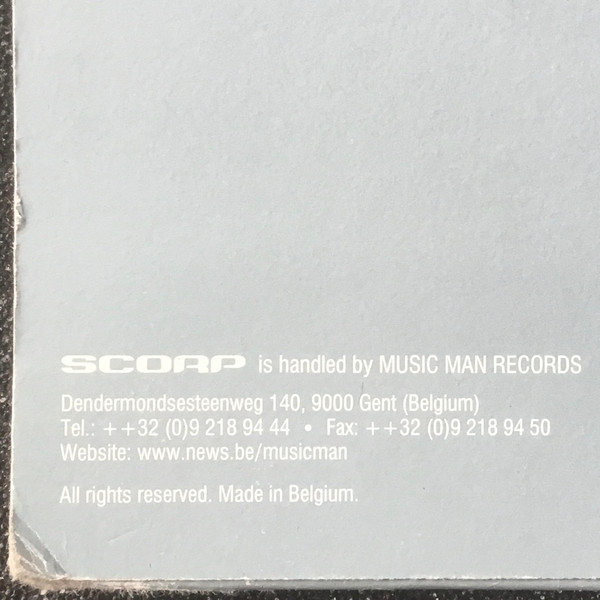 SCORP is handled by MUSIC MAN RECORDS
Dendermondsesteenweg 140, 9000 Gent (Belgium)
Tel.: ++32 (0)9 218 94 44 • Fax: ++32 (0)9 218 94 50
Website: www.news.be/musicman
All rights reserved. Made in Belgium.